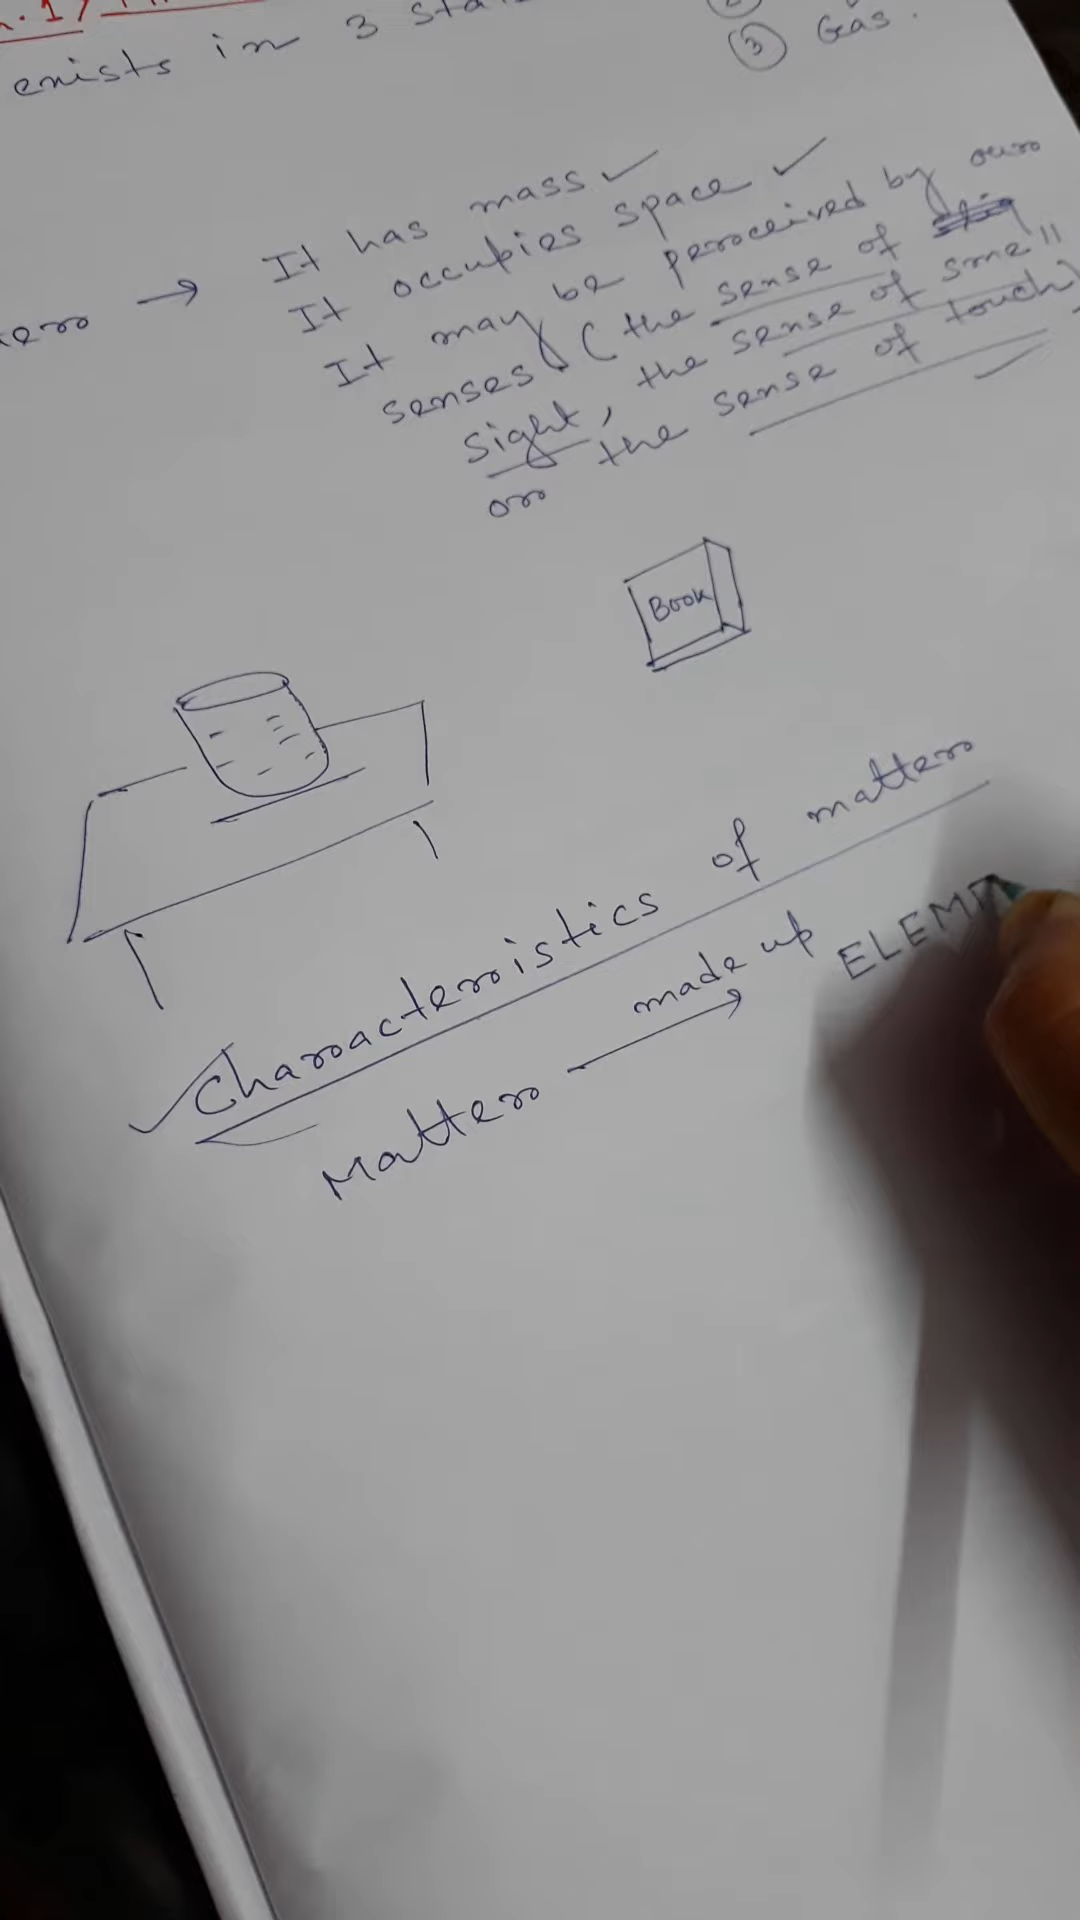 exists in 3
③ Gas.
→ It has mass ✓
It occupies space ✓
It may be perceived by our
senses (the sense of
sight, the sense of smell
or the sense of touch)
Book
Characteristics of matter
Matter → made up ELEM